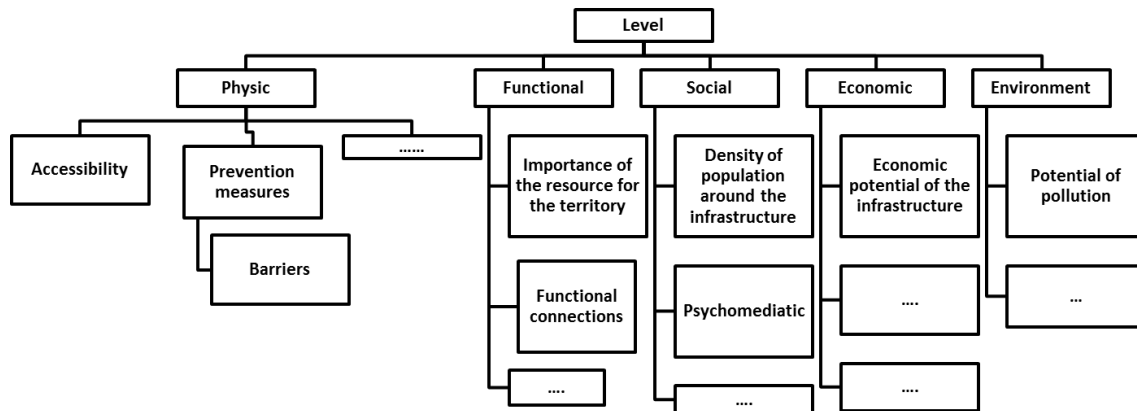 Level
Physic
Functional
Social
Economic
Environment
Accessibility
Prevention
measures
……
Barriers
Importance of
the resource for
the territory
Functional
connections
….
Density of
population
around the
infrastructure
Psychomediatic
….
Economic
potential of the
infrastructure
….
….
Potential of
pollution
…